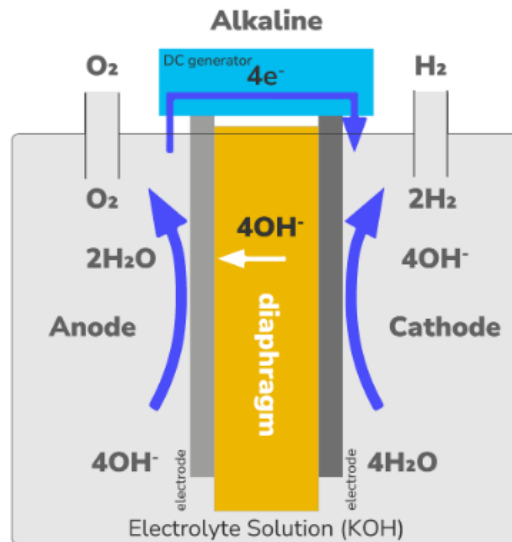 Alkaline
DC generator
4e⁻
O₂
H₂
O₂
2H₂
4OH⁻
2H₂O
4OH⁻
diaphragm
Anode
Cathode
4OH⁻
electrode
electrode
4H₂O
Electrolyte Solution (KOH)